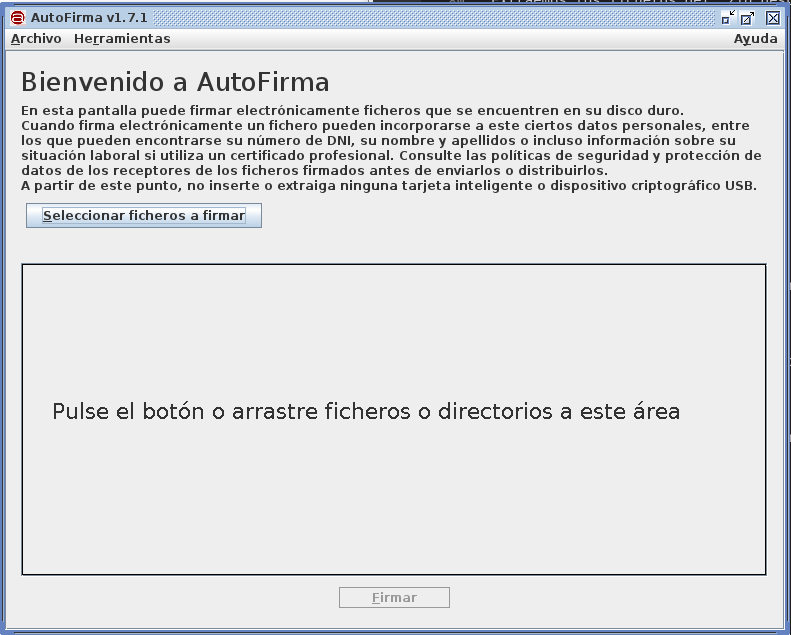 AutoFirma v1.7.1
Archivo Herramientas Ayuda
Bienvenido a AutoFirma
En esta pantalla puede firmar electrónicamente ficheros que se encuentren en su disco duro.
Cuando firma electrónicamente un fichero pueden incorporarse a este ciertos datos personales, entre
los que pueden encontrarse su número de DNI, su nombre y apellidos o incluso información sobre su
situación laboral si utiliza un certificado profesional. Consulte las políticas de seguridad y protección de
datos de los receptores de los ficheros firmados antes de enviarlos o distribuirlos.
A partir de este punto, no inserte o extraiga ninguna tarjeta inteligente o dispositivo criptográfico USB.
Seleccionar ficheros a firmar
Pulse el botón o arrastre ficheros o directorios a este área
Firmar